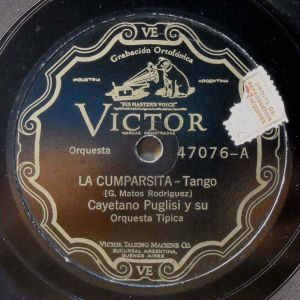 VE
Grabación Ortofónica
INDUSTRIA ARGENTINA
"HIS MASTER'S VOICE"
VICTOR
MARCAS REGISTRADAS
Orquesta 47076-A
LA CUMPARSITA-Tango
[G. Matos Rodriguez]
Cayetano Puglisi y su
Orquesta Tipica
VICTOR TALKING MACHINE CO.
SUCURSAL ARGENTINA,
BUENOS AIRES
VE